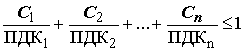 C₁/ПДК₁ + C₂/ПДК₂ + ... + Cₙ/ПДКₙ ≤1